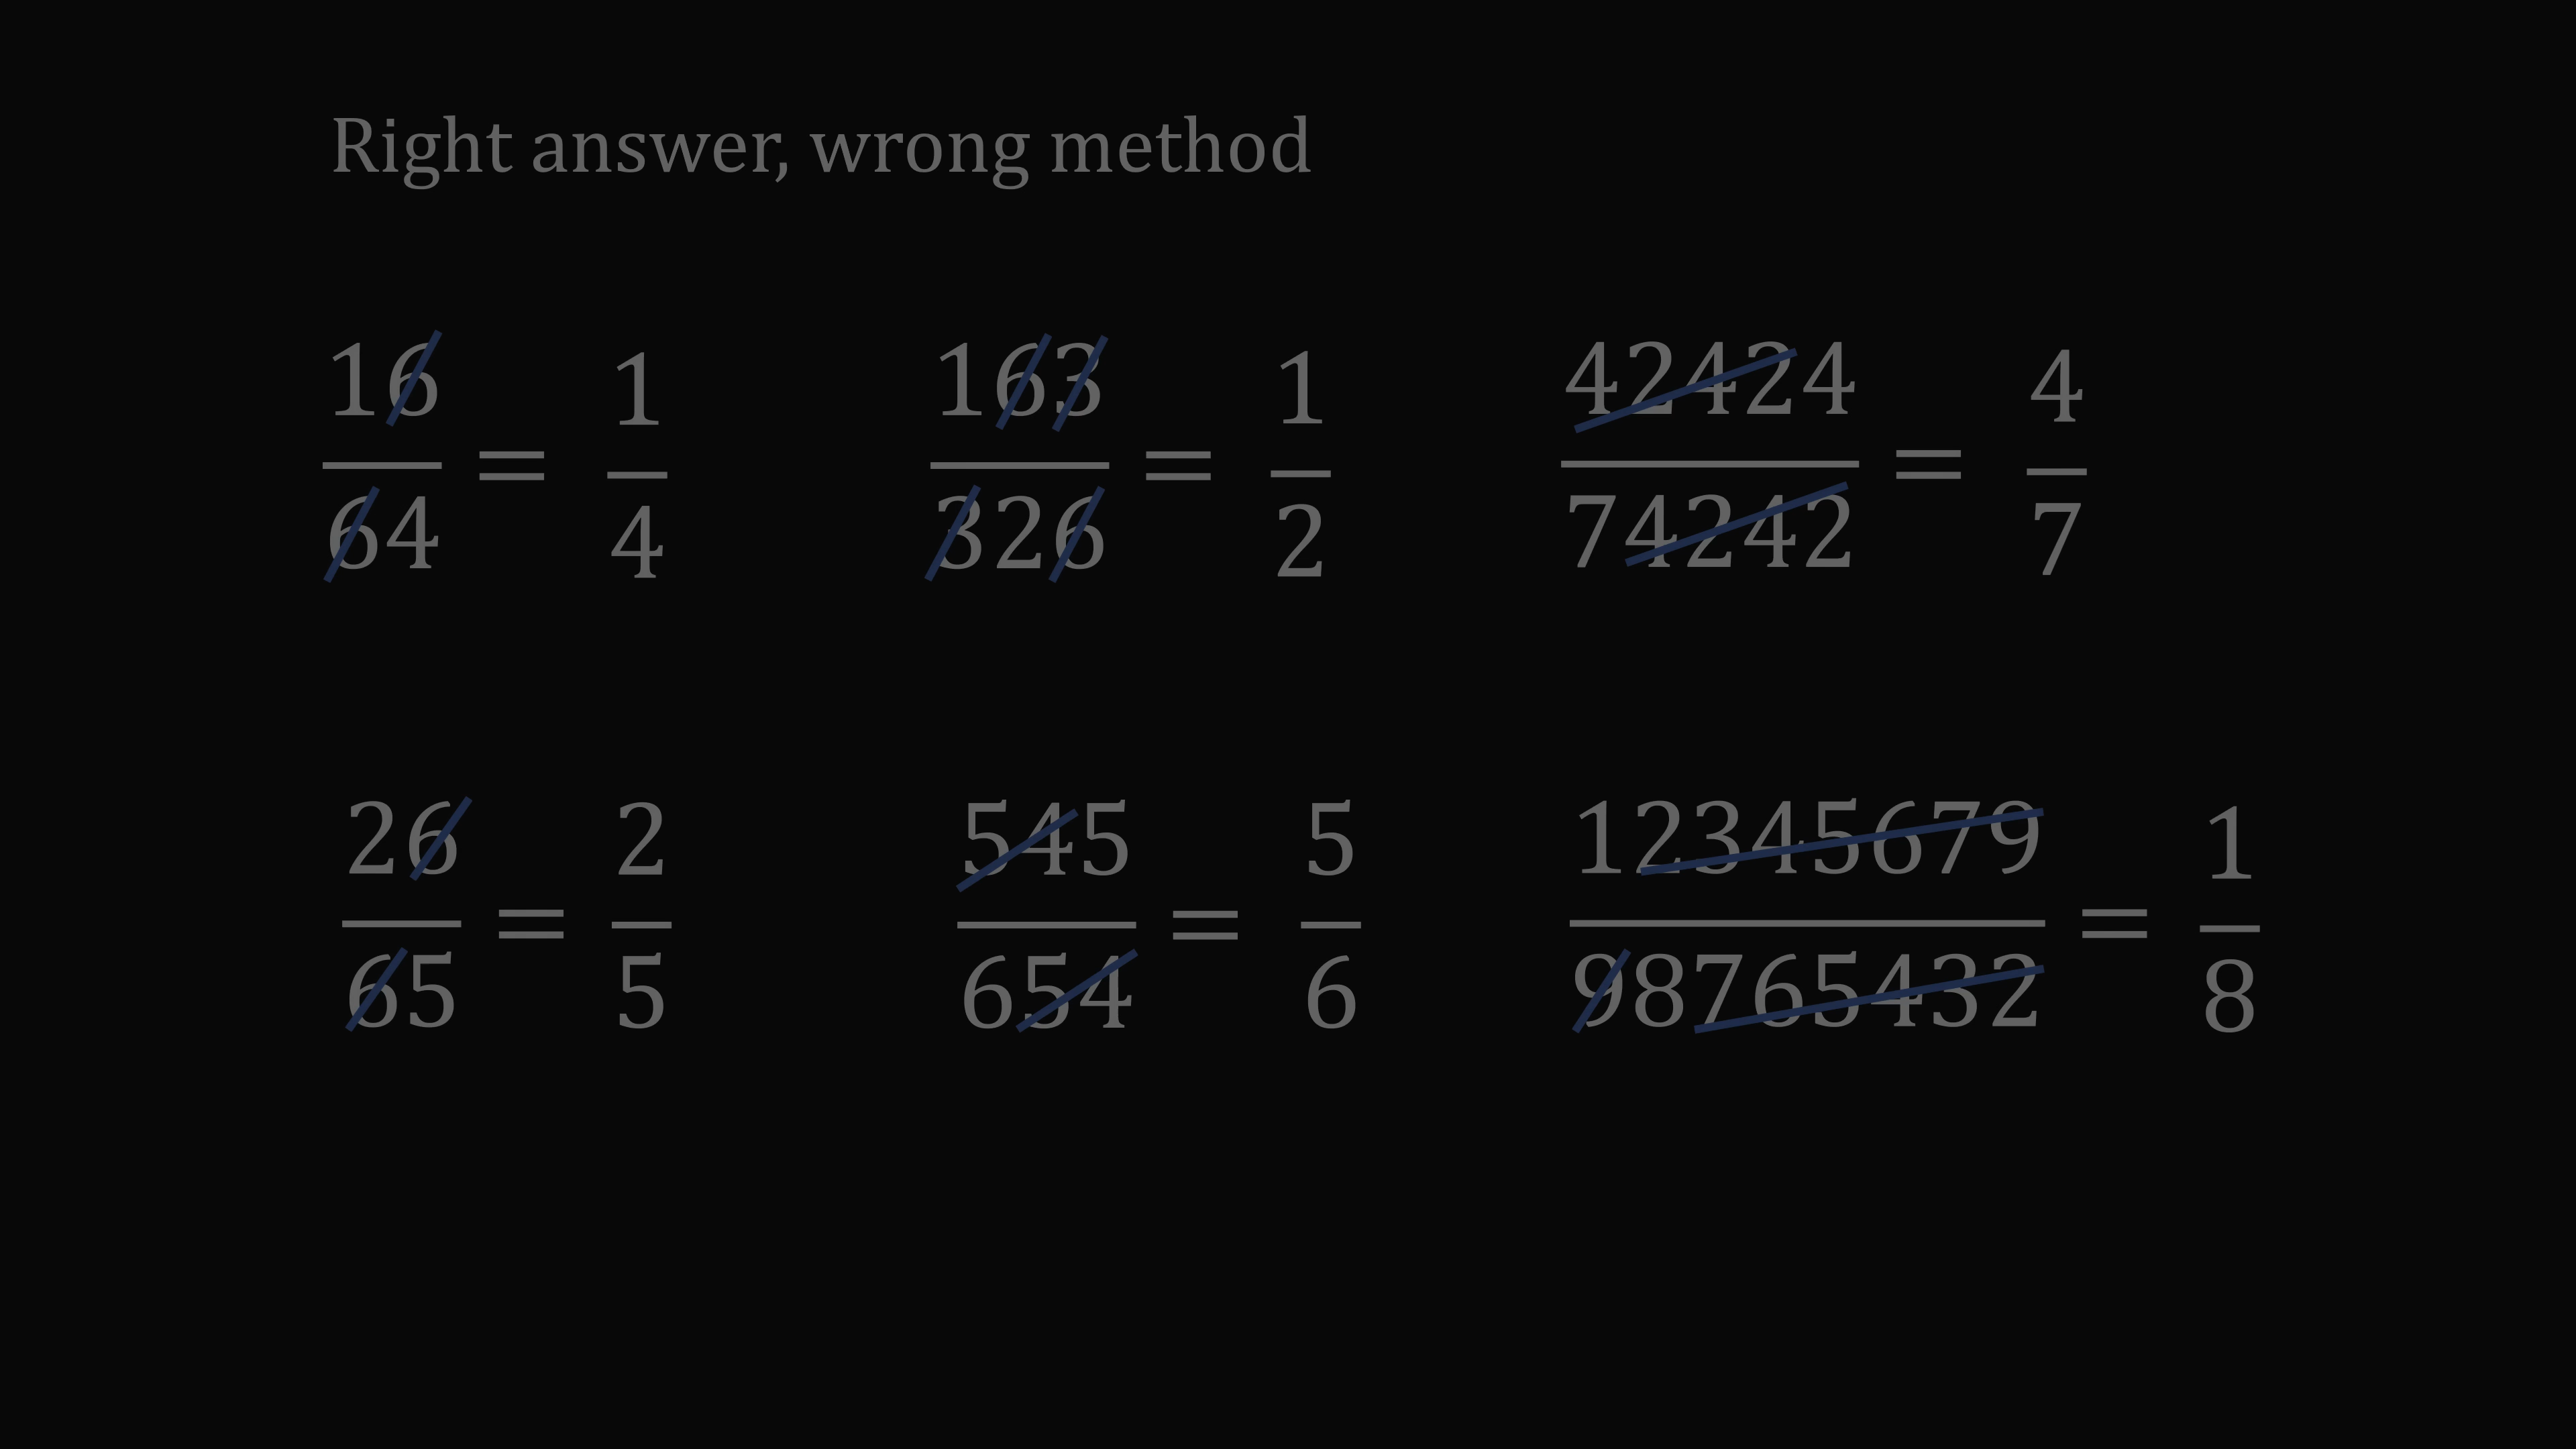 Right answer, wrong method
16/64 = 1/4
163/326 = 1/2
42424/74242 = 4/7
26/65 = 2/5
545/654 = 5/6
12345679/98765432 = 1/8